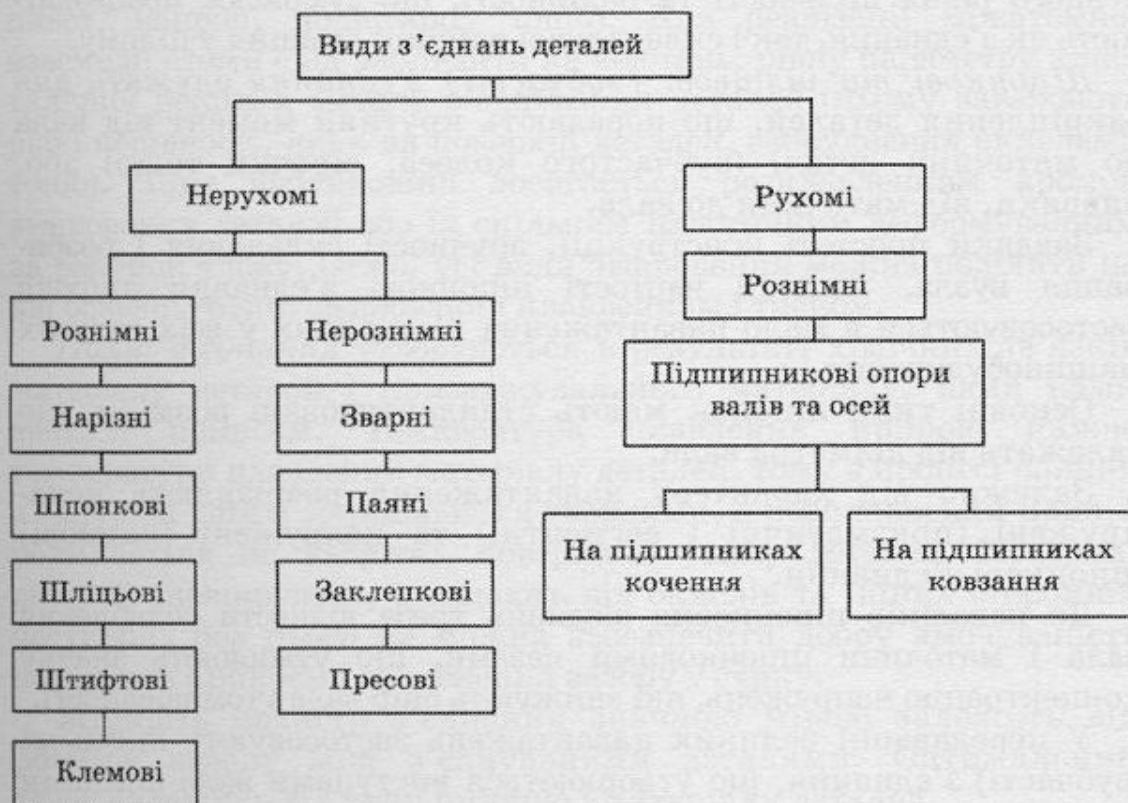 Види з’єднань деталей
Нерухомі
Рухомі
Рознімні
Нерознімні
Рознімні
Нарізні
Зварні
Підшипникові опори
валів та осей
Шпонкові
Паяні
На підшипниках
кочення
На підшипниках
ковзання
Шліцьові
Заклепкові
Штифтові
Пресові
Клемові